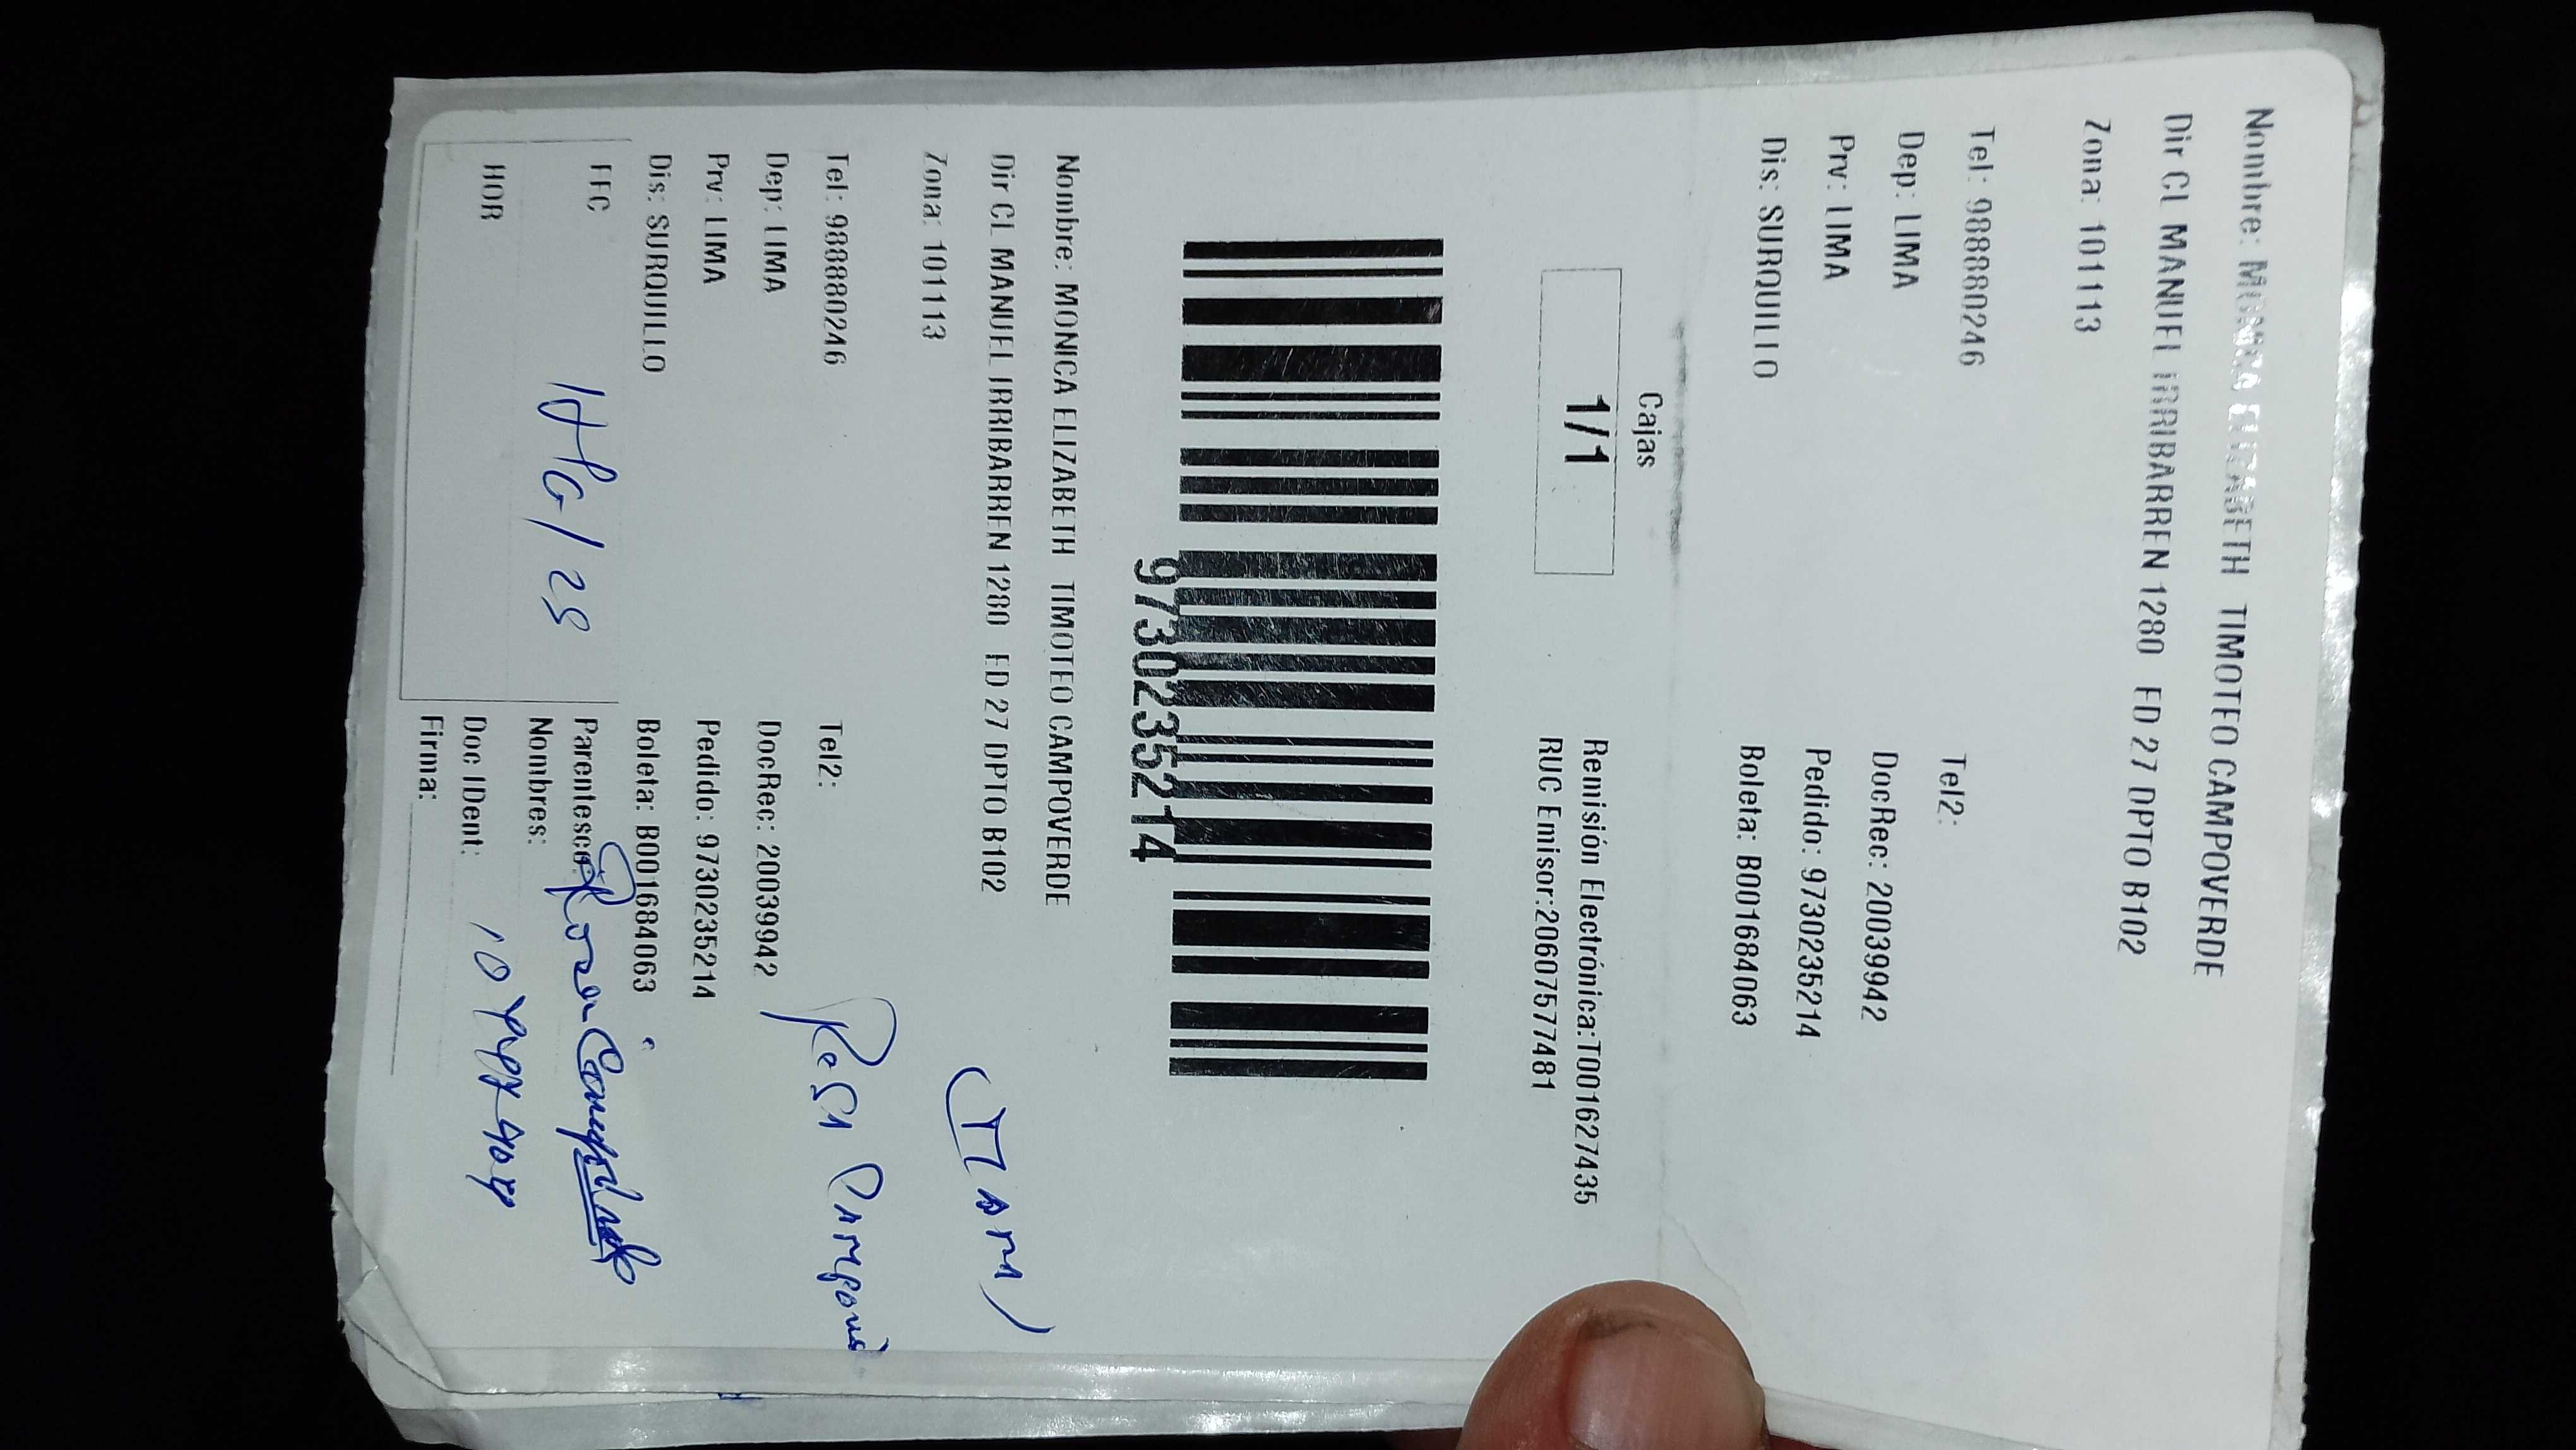 Nombre: MONICA ELIZABETH TIMOTEO CAMPOVERDE
Dir CL MANUEL IRRIBARREN 1280 ED 27 DPTO B102
Zona: 101113
Tel: 988880246 Tel2:
Dep: LIMA DocRec: 20039942
Prv: LIMA Pedido: 9730235214
Dis: SURQUILLO Boleta: B001684063
Cajas
1/1
Remisión Electrónica:T001627435
RUC Emisor:20607577481
9730235214
Nombre: MONICA ELIZABETH TIMOTEO CAMPOVERDE
Dir CL MANUEL IRRIBARREN 1280 ED 27 DPTO B102
Zona: 101113
Tel: 988880246 Tel2:
Dep: LIMA DocRec: 20039942
Prv: LIMA Pedido: 9730235214
Dis: SURQUILLO Boleta: B001684063
FEC Parentesco:
Nombres:
HOR Doc IDent:
Firma: